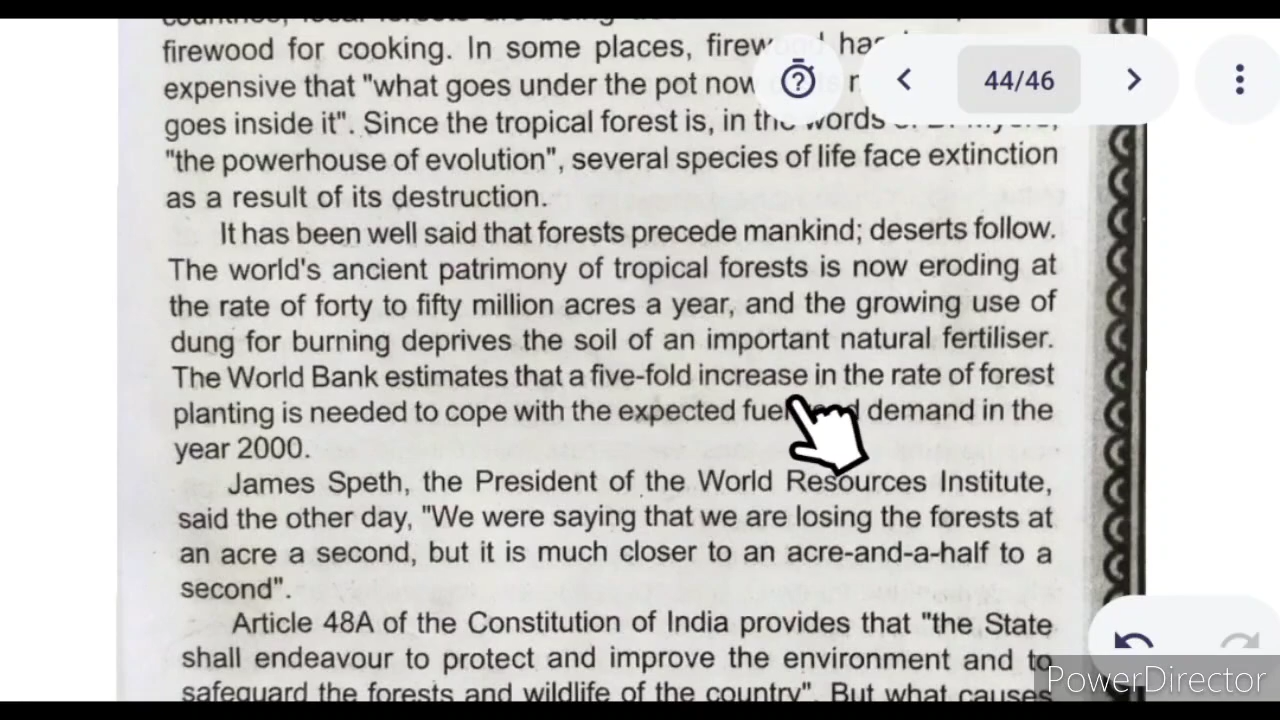 firewood for cooking. In some places,
44/46
expensive that "what goes under the pot now
goes inside it". Since the tropical forest is, in the words
"the powerhouse of evolution", several species of life face extinction
as a result of its destruction.
It has been well said that forests precede mankind; deserts follow.
The world's ancient patrimony of tropical forests is now eroding at
the rate of forty to fifty million acres a year, and the growing use of
dung for burning deprives the soil of an important natural fertiliser.
The World Bank estimates that a five-fold increase in the rate of forest
planting is needed to cope with the expected demand in the
year 2000.
James Speth, the President of the World Resources Institute,
said the other day, "We were saying that we are losing the forests at
an acre a second, but it is much closer to an acre-and-a-half to a
second".
Article 48A of the Constitution of India provides that "the State
shall endeavour to protect and improve the environment and to
safeguard the forests and wildlife of the country". But what causes
PowerDirector